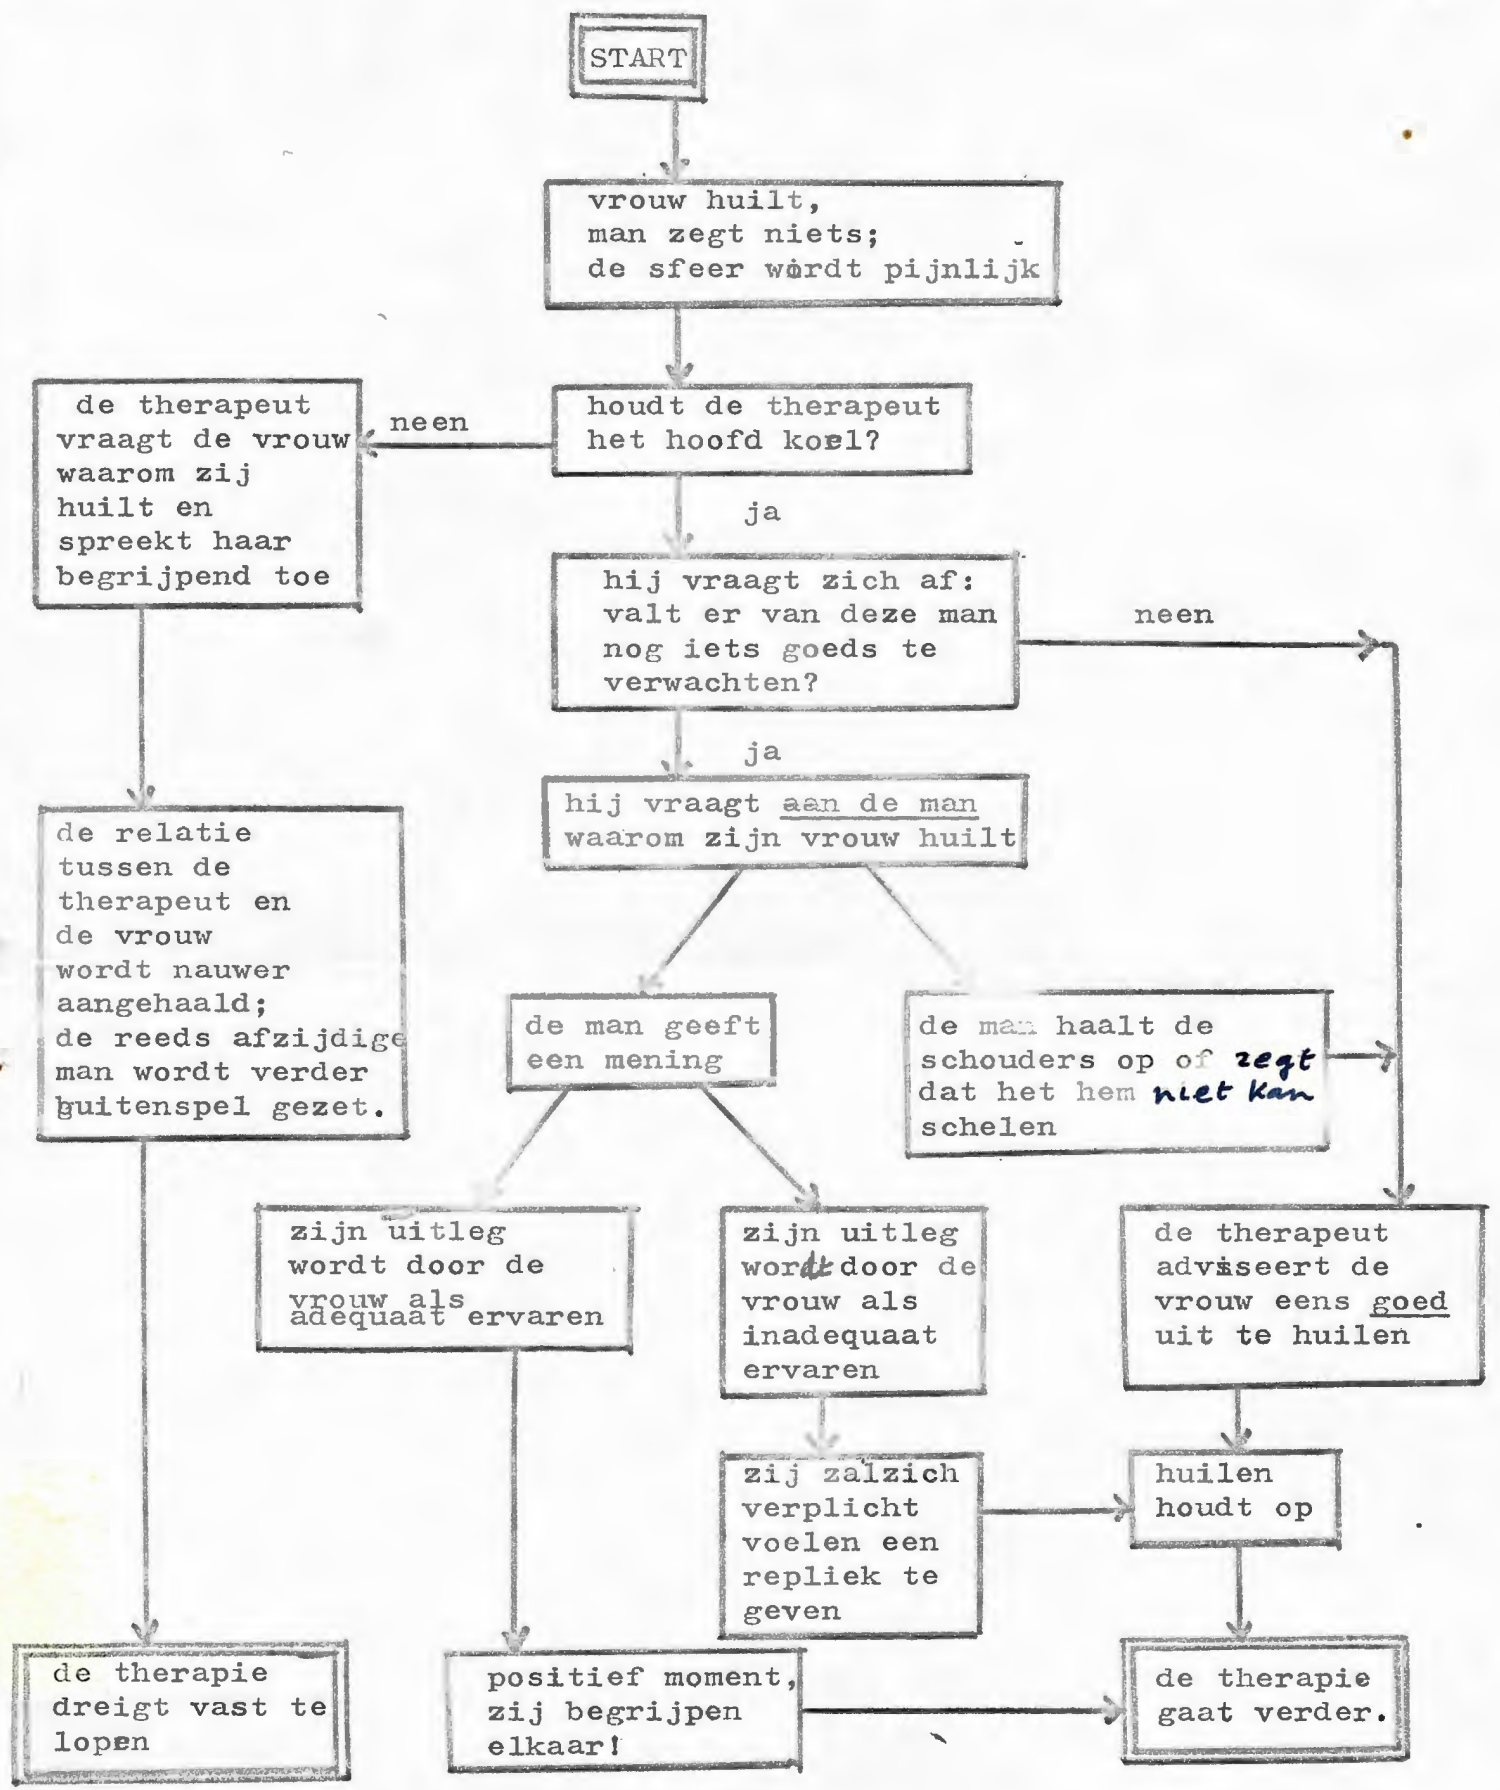 START
vrouw huilt,
man zegt niets;
de sfeer wordt pijnlijk
houdt de therapeut
het hoofd koel?
neen
de therapeut
vraagt de vrouw
waarom zij
huilt en
spreekt haar
begrijpend toe
ja
hij vraagt zich af:
valt er van deze man
nog iets goeds te
verwachten?
neen
ja
hij vraagt aan de man
waarom zijn vrouw huilt
de relatie
tussen de
therapeut en
de vrouw
wordt nauwer
aangehaald;
de reeds afzijdige
man wordt verder
buitenspel gezet.
de man geeft
een mening
de man haalt de
schouders op of zegt
dat het hem niet kan
schelen
zijn uitleg
wordt door de
vrouw als
adequaat ervaren
zijn uitleg
wordt door de
vrouw als
inadequaat
ervaren
de therapeut
adviseert de
vrouw eens goed
uit te huilen
zij zalzich
verplicht
voelen een
repliek te
geven
huilen
houdt op
de therapie
dreigt vast te
lopen
positief moment,
zij begrijpen
elkaar!
de therapie
gaat verder.